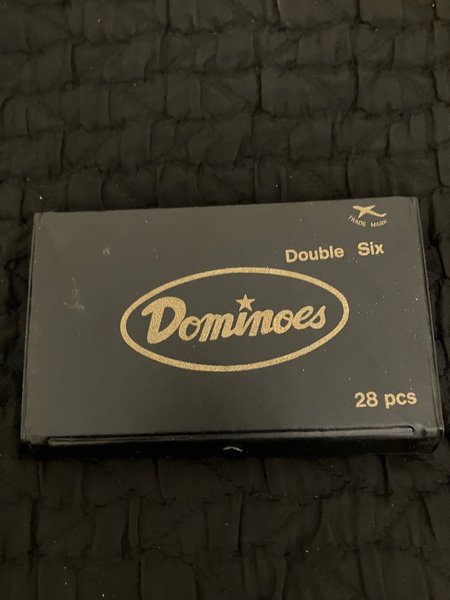 TRADE MARK
Double Six
Dominoes
28 pcs